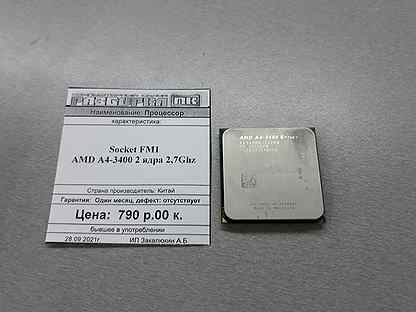 Наименование: Процессор
характеристика:
Socket FM1
AMD A4-3400 2 ядра 2,7Ghz
Страна производитель: Китай
Гарантия: Один месяц, дефект: отсутствует
Цена: 790 р.00 к.
бывшее в употреблении
28.09.2021г. ИП Закалюкин А.Б.
AMD A4-3400